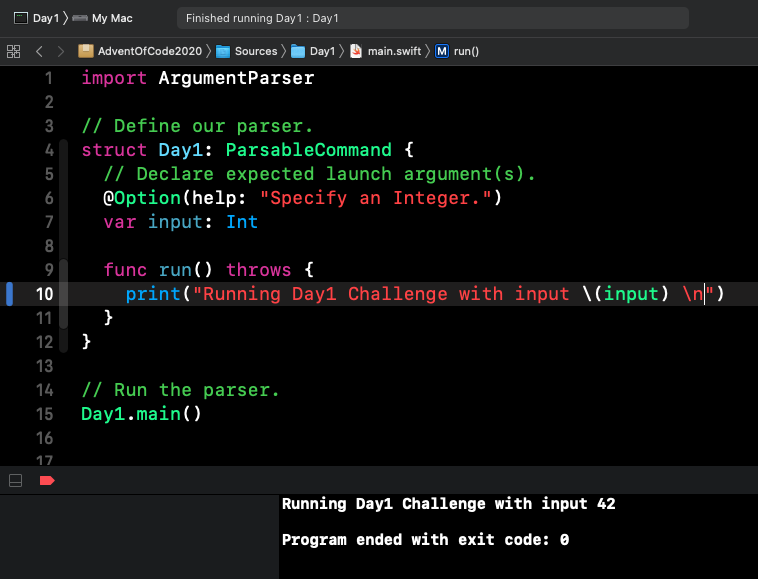 Day1 〉 My Mac Finished running Day1 : Day1
AdventOfCode2020 〉 Sources 〉 Day1 〉 main.swift 〉 M run()
1 import ArgumentParser
2
3 // Define our parser.
4 struct Day1: ParsableCommand {
5   // Declare expected launch argument(s).
6   @Option(help: "Specify an Integer.")
7   var input: Int
8
9   func run() throws {
10     print("Running Day1 Challenge with input \(input) \n")
11   }
12 }
13
14 // Run the parser.
15 Day1.main()
16
17
Running Day1 Challenge with input 42
Program ended with exit code: 0